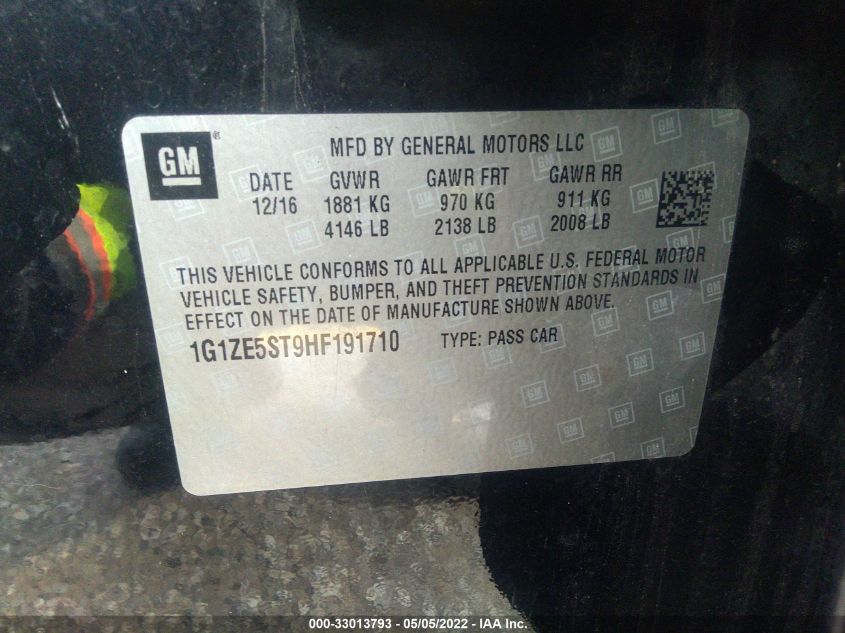 GM
MFD BY GENERAL MOTORS LLC
DATE GVWR GAWR FRT GAWR RR
12/16 1881 KG 970 KG 911 KG
4146 LB 2138 LB 2008 LB
THIS VEHICLE CONFORMS TO ALL APPLICABLE U.S. FEDERAL MOTOR
VEHICLE SAFETY, BUMPER, AND THEFT PREVENTION STANDARDS IN
EFFECT ON THE DATE OF MANUFACTURE SHOWN ABOVE.
1G1ZE5ST9HF191710 TYPE: PASS CAR
000-33013793 - 05/05/2022 - IAA Inc.